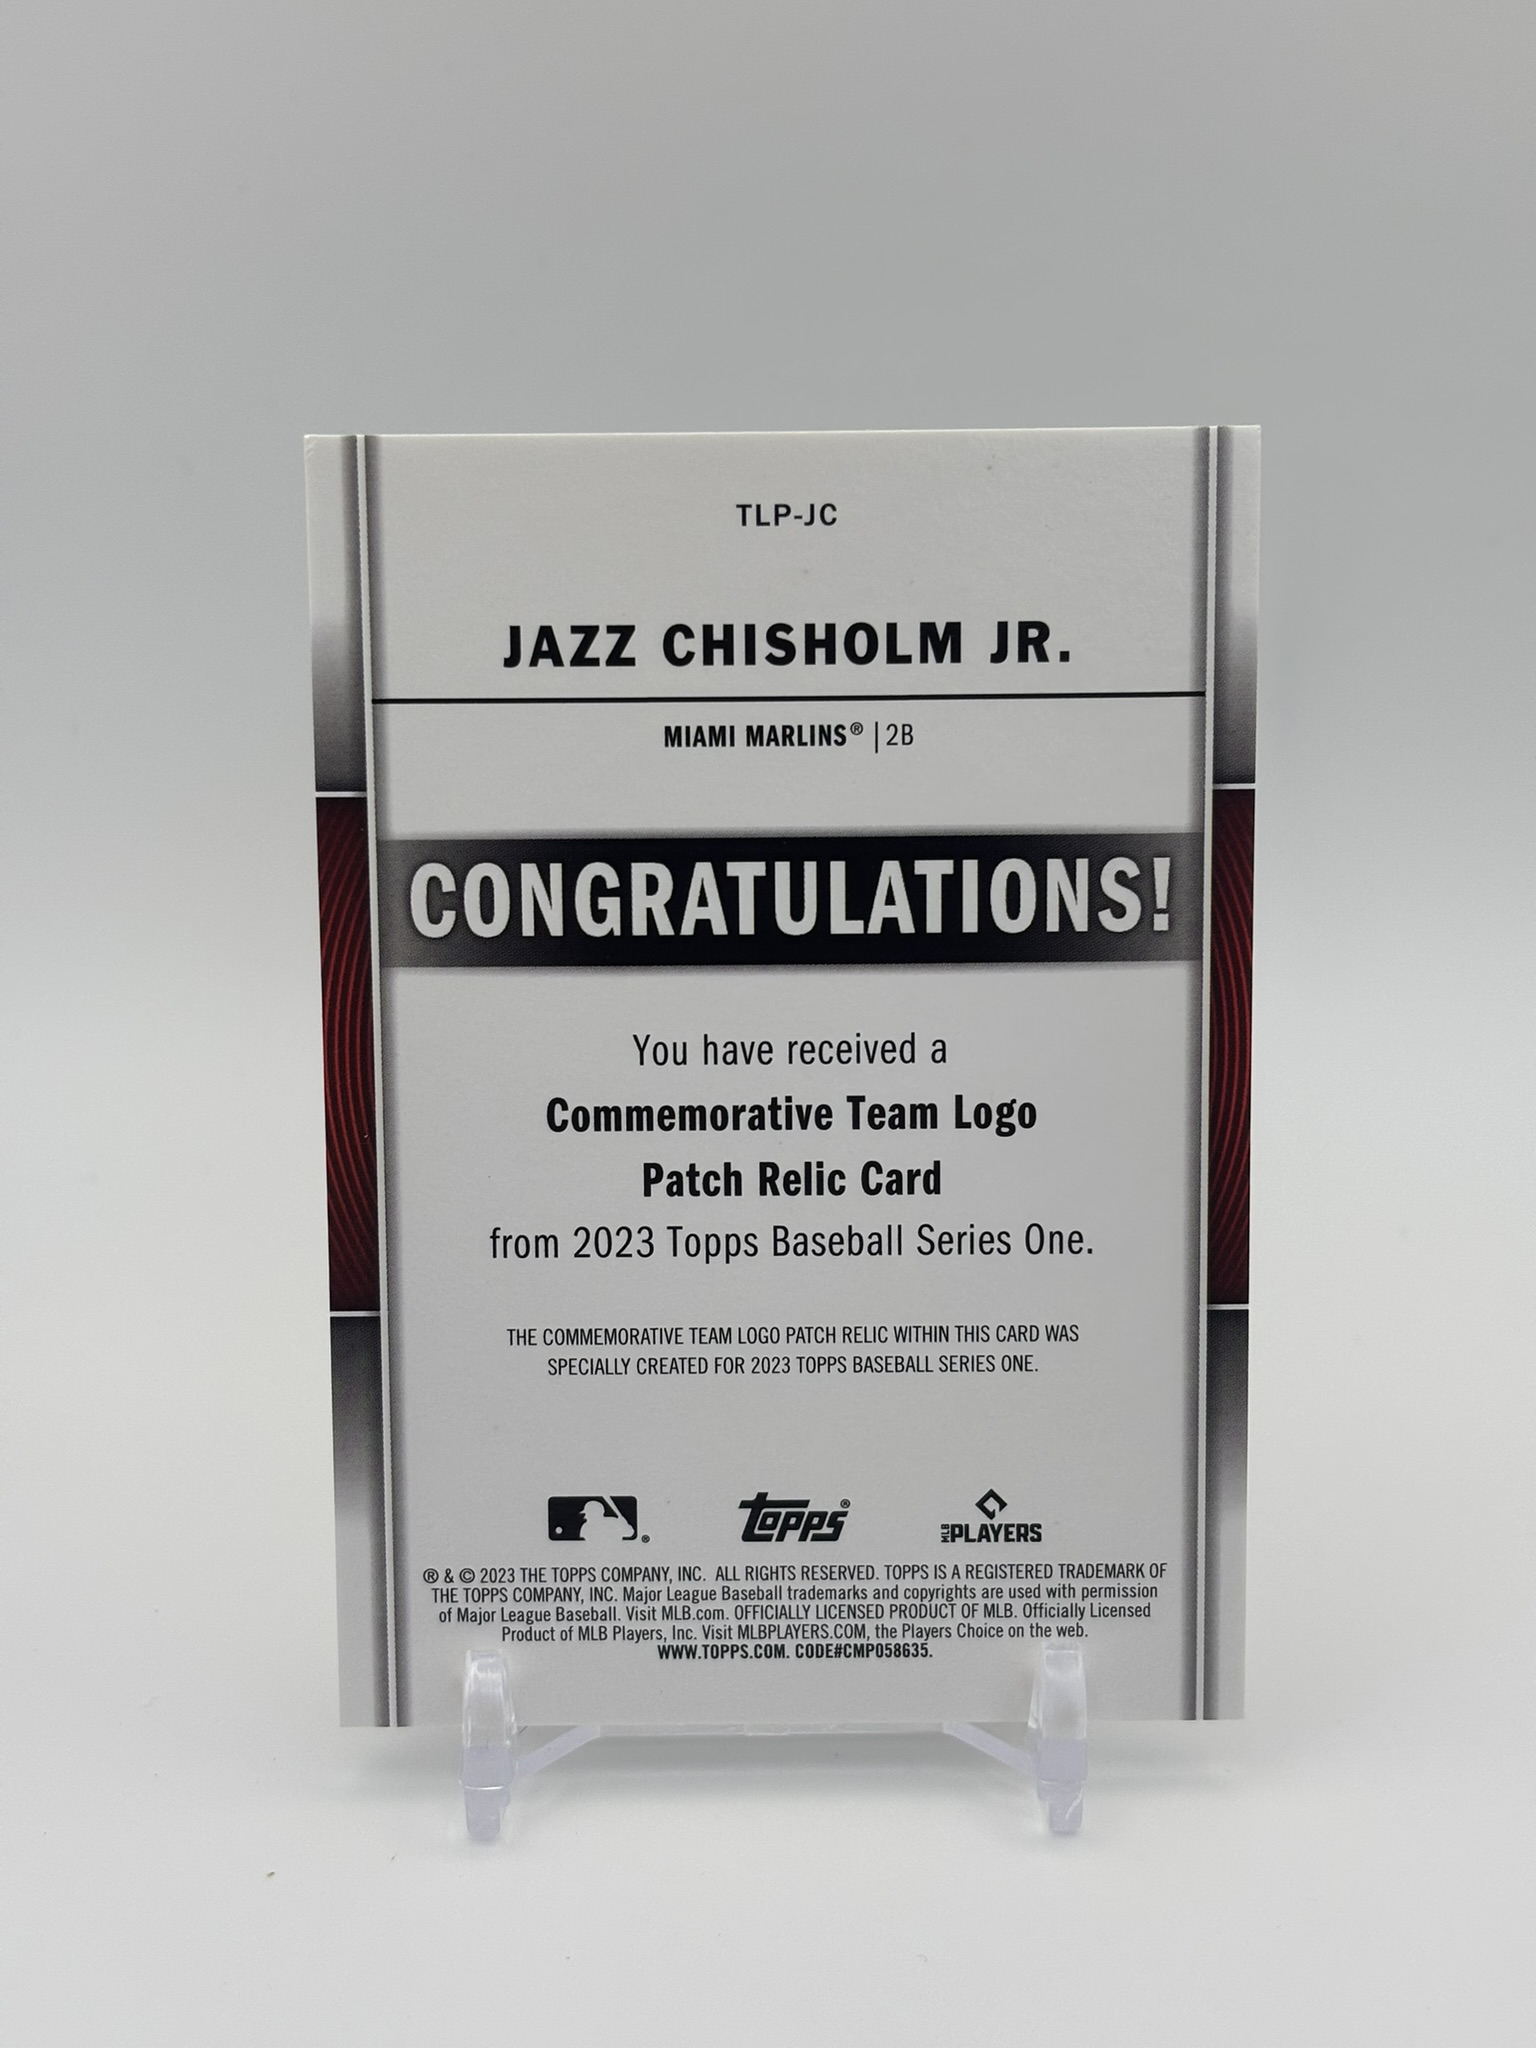 TLP-JC
JAZZ CHISHOLM JR.
MIAMI MARLINS® | 2B
CONGRATULATIONS!
You have received a
Commemorative Team Logo
Patch Relic Card
from 2023 Topps Baseball Series One.
THE COMMEMORATIVE TEAM LOGO PATCH RELIC WITHIN THIS CARD WAS
SPECIALLY CREATED FOR 2023 TOPPS BASEBALL SERIES ONE.
® topps® MLB PLAYERS
® & © 2023 THE TOPPS COMPANY, INC. ALL RIGHTS RESERVED. TOPPS IS A REGISTERED TRADEMARK OF
THE TOPPS COMPANY, INC. Major League Baseball trademarks and copyrights are used with permission
of Major League Baseball. Visit MLB.com. OFFICIALLY LICENSED PRODUCT OF MLB. Officially Licensed
Product of MLB Players, Inc. Visit MLBPLAYERS.COM, the Players Choice on the web.
WWW.TOPPS.COM. CODE#CMP058635.